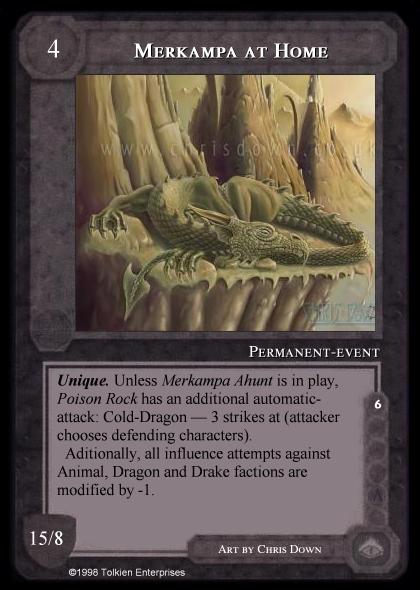 4
MERKAMPA AT HOME
www.chrisdown.co.uk
PERMANENT-EVENT
Unique. Unless Merkampa Ahunt is in play,
Poison Rock has an additional automatic-
attack: Cold-Dragon — 3 strikes at (attacker
chooses defending characters).
Aditionally, all influence attempts against
Animal, Dragon and Drake factions are
modified by -1.
6
15/8
ART BY CHRIS DOWN
©1998 Tolkien Enterprises